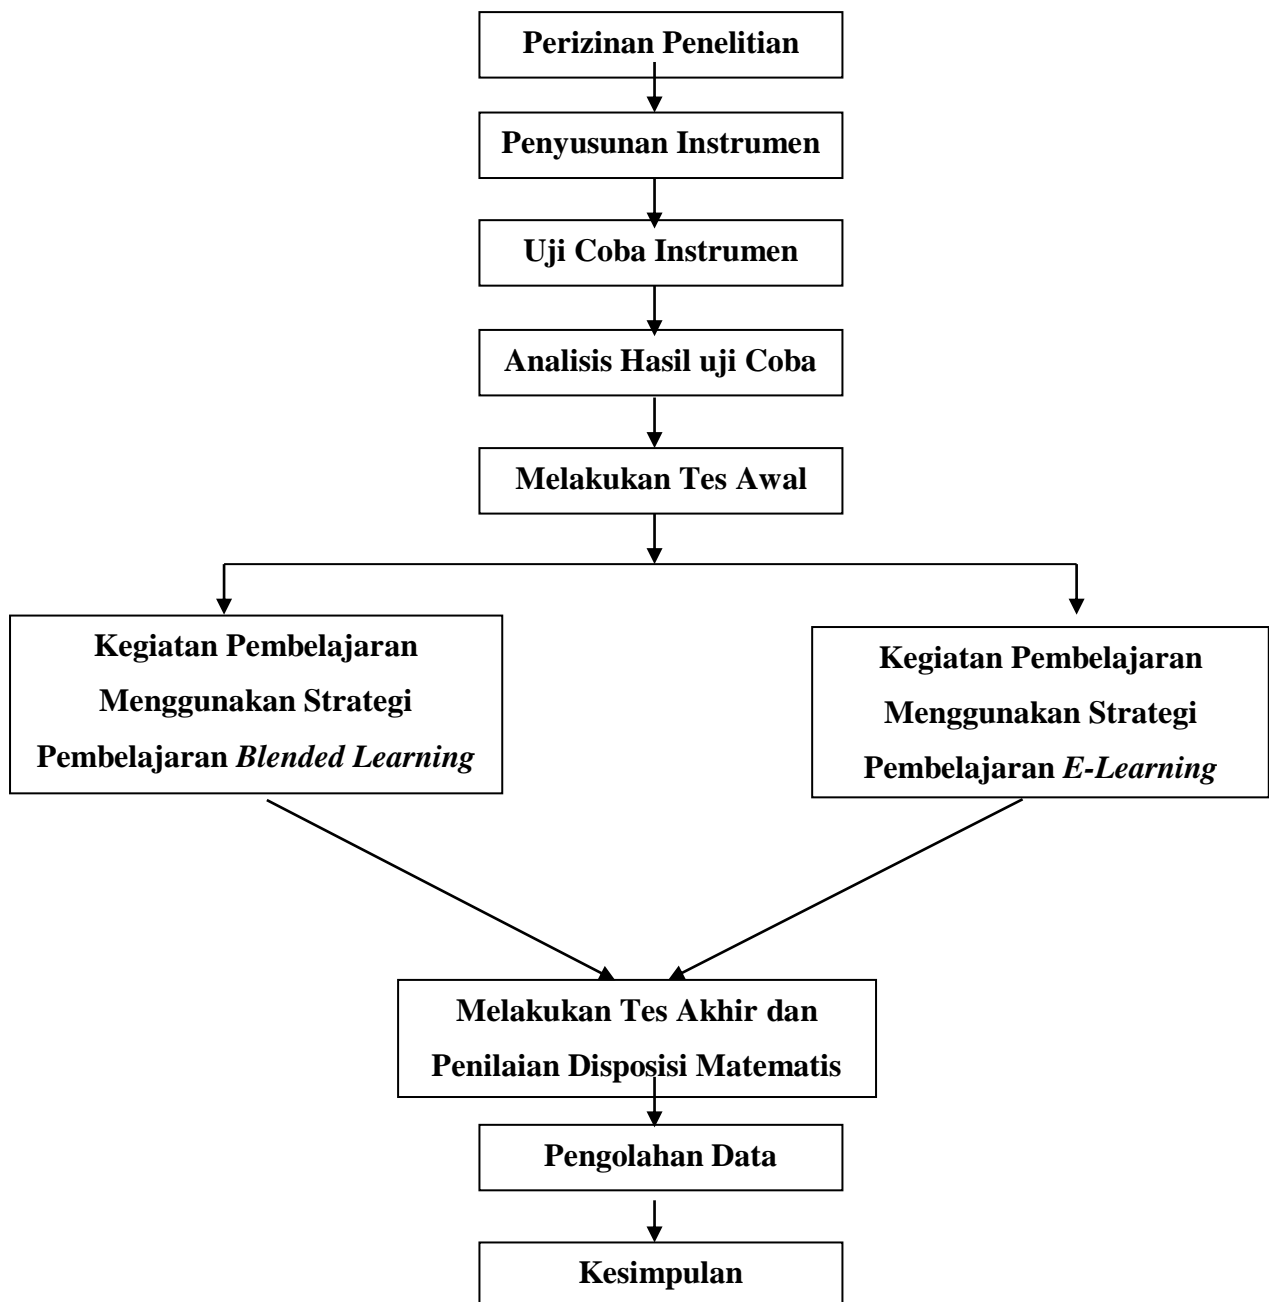 Perizinan Penelitian
Penyusunan Instrumen
Uji Coba Instrumen
Analisis Hasil uji Coba
Melakukan Tes Awal
Kegiatan Pembelajaran
Menggunakan Strategi
Pembelajaran Blended Learning
Kegiatan Pembelajaran
Menggunakan Strategi
Pembelajaran E-Learning
Melakukan Tes Akhir dan
Penilaian Disposisi Matematis
Pengolahan Data
Kesimpulan